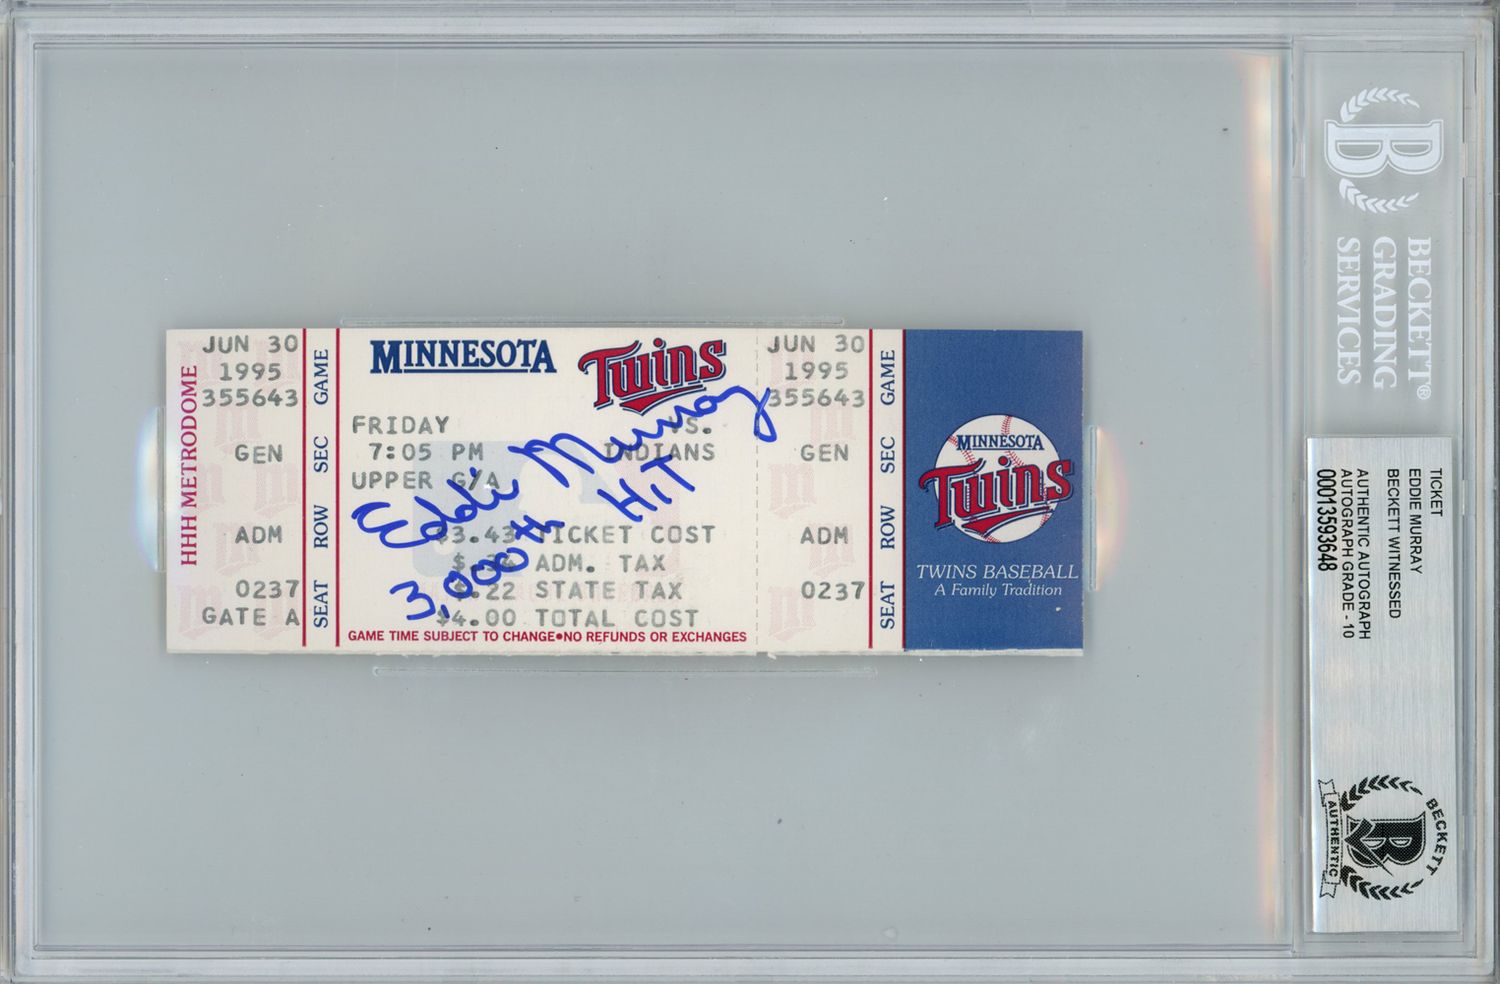 JUN 30
1995
355643
GEN
ADM
0237
GATE A
HHH METRODOME
GAME
SEC
ROW
SEAT
MINNESOTA Twins
FRIDAY VS.
7:05 PM INDIANS
UPPER G/A
$3.43 TICKET COST
ADM. TAX
.22 STATE TAX
$4.00 TOTAL COST
GAME TIME SUBJECT TO CHANGE•NO REFUNDS OR EXCHANGES
Eddie Murray
3,000th HIT
JUN 30
1995
355643
GEN
ADM
0237
GAME
SEC
ROW
SEAT
MINNESOTA
Twins
TWINS BASEBALL
A Family Tradition
B
BECKETT®
GRADING
SERVICES
TICKET
EDDIE MURRAY
BECKETT WITNESSED
AUTHENTIC AUTOGRAPH
AUTOGRAPH GRADE - 10
00013593648
BECKETT
B
AUTHENTIC